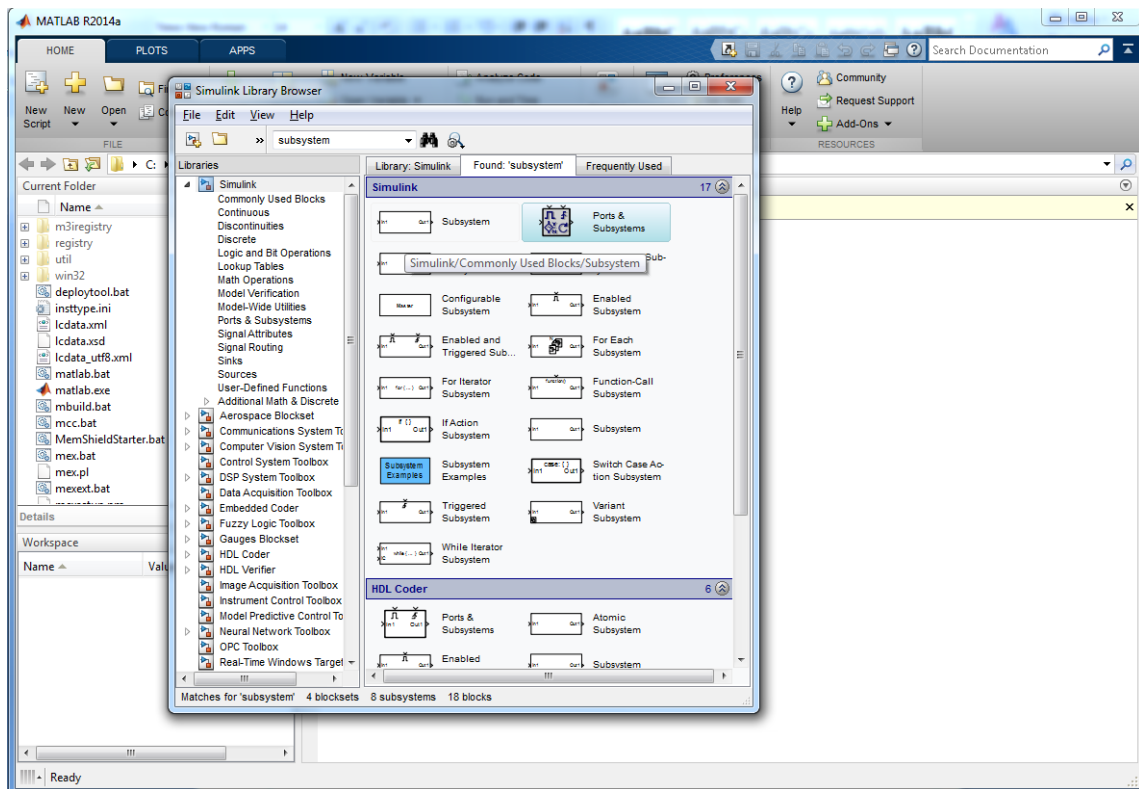 MATLAB R2014a
HOME PLOTS APPS
Search Documentation
New Script
New
Open
FILE
Preferences
Help
Community
Request Support
Add-Ons
RESOURCES
C:
Current Folder
Name
m3iregistry
registry
util
win32
deploytool.bat
insttype.ini
lcdata.xml
lcdata.xsd
lcdata_utf8.xml
matlab.bat
matlab.exe
mbuild.bat
mcc.bat
MemShieldStarter.bat
mex.bat
mex.pl
mexext.bat
Details
Workspace
Name Valu
Ready
Simulink Library Browser
File Edit View Help
» subsystem
Libraries
Simulink
Commonly Used Blocks
Continuous
Discontinuities
Discrete
Logic and Bit Operations
Lookup Tables
Math Operations
Model Verification
Model-Wide Utilities
Ports & Subsystems
Signal Attributes
Signal Routing
Sinks
Sources
User-Defined Functions
Additional Math & Discrete
Aerospace Blockset
Communications System To
Computer Vision System T
Control System Toolbox
DSP System Toolbox
Data Acquisition Toolbox
Embedded Coder
Fuzzy Logic Toolbox
Gauges Blockset
HDL Coder
HDL Verifier
Image Acquisition Toolbox
Instrument Control Toolbox
Model Predictive Control To
Neural Network Toolbox
OPC Toolbox
Real-Time Windows Target
Library: Simulink Found: 'subsystem' Frequently Used
Simulink 17
Subsystem
Ports & Subsystems
Simulink/Commonly Used Blocks/Subsystem
Sub-
Configurable Subsystem
Enabled Subsystem
Enabled and Triggered Sub...
For Each Subsystem
For Iterator Subsystem
Function-Call Subsystem
If Action Subsystem
Subsystem
Subsystem Examples
Subsystem Examples
Switch Case Ac-
tion Subsystem
Triggered Subsystem
Variant Subsystem
While Iterator Subsystem
HDL Coder 6
Ports & Subsystems
Atomic Subsystem
Enabled
Subsystem
Matches for 'subsystem' 4 blocksets 8 subsystems 18 blocks